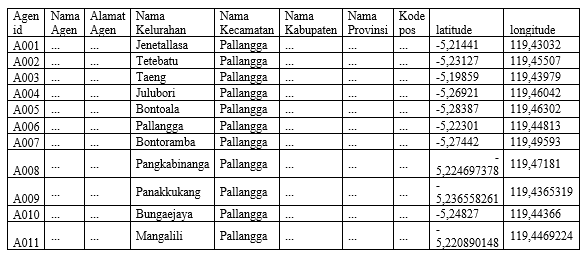 Agen id Nama Agen Alamat Agen Nama Kelurahan Nama Kecamatan Nama Kabupaten Nama Provinsi Kode pos latitude longitude
A001 ... ... Jenetallasa Pallangga ... ... ... -5,21441 119,43032
A002 ... ... Tetebatu Pallangga ... ... ... -5,23127 119,45507
A003 ... ... Taeng Pallangga ... ... ... -5,19859 119,43979
A004 ... ... Julubori Pallangga ... ... ... -5,26921 119,46042
A005 ... ... Bontoala Pallangga ... ... ... -5,28387 119,46302
A006 ... ... Pallangga Pallangga ... ... ... -5,22301 119,44813
A007 ... ... Bontoramba Pallangga ... ... ... -5,27442 119,49593
A008 ... ... Pangkabinanga Pallangga ... ... ... -5,224697378 119,47181
A009 ... ... Panakkukang Pallangga ... ... ... -5,236558261 119,4365319
A010 ... ... Bungaejaya Pallangga ... ... ... -5,24827 119,44366
A011 ... ... Mangalili Pallangga ... ... ... -5,220890148 119,4469224